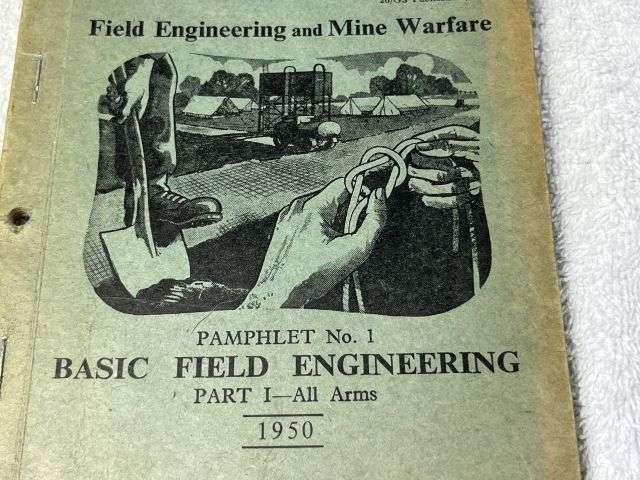 Field Engineering and Mine Warfare
PAMPHLET No. 1
BASIC FIELD ENGINEERING
PART I—All Arms
1950